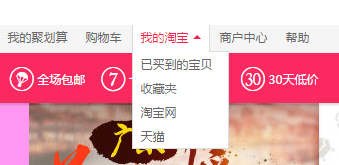 我的聚划算 购物车 我的淘宝 商户中心 帮助
全场包邮 7 30 30天低价
已买到的宝贝
收藏夹
淘宝网
天猫